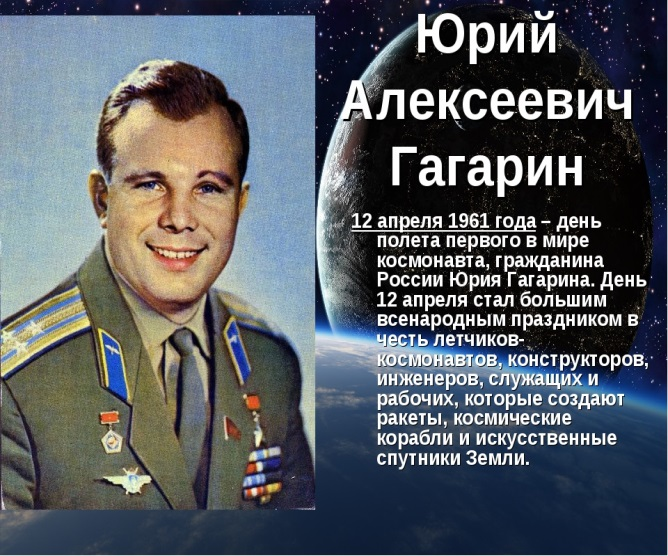 Юрий
Алексеевич
Гагарин
12 апреля 1961 года – день
полета первого в мире
космонавта, гражданина
России Юрия Гагарина. День
12 апреля стал большим
всенародным праздником в
честь летчиков-
космонавтов, конструкторов,
инженеров, служащих и
рабочих, которые создают
ракеты, космические
корабли и искусственные
спутники Земли.